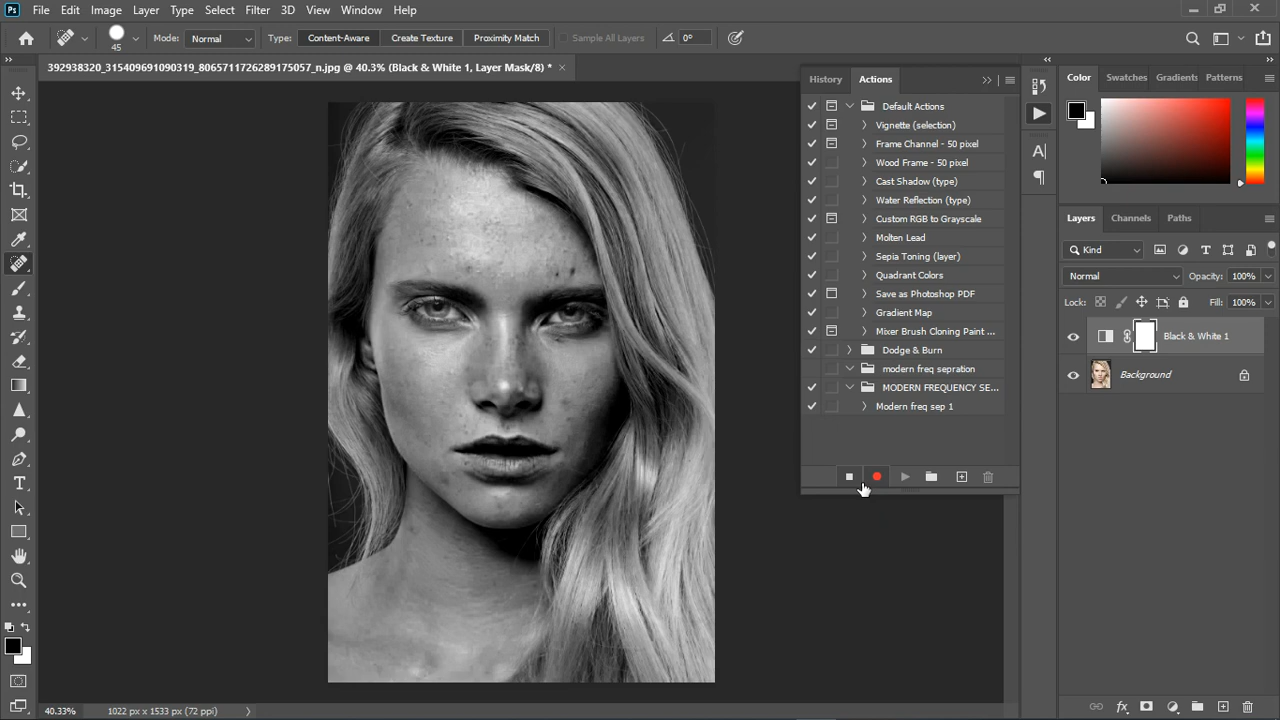 Ps File Edit Image Layer Type Select Filter 3D View Window Help
45 Mode: Normal Type: Content-Aware Create Texture Proximity Match Sample All Layers 0°
392938320_315409691090319_8065711726289175057_n.jpg @ 40.3% (Black & White 1, Layer Mask/8) *
History Actions
Default Actions
Vignette (selection)
Frame Channel - 50 pixel
Wood Frame - 50 pixel
Cast Shadow (type)
Water Reflection (type)
Custom RGB to Grayscale
Molten Lead
Sepia Toning (layer)
Quadrant Colors
Save as Photoshop PDF
Gradient Map
Mixer Brush Cloning Paint ...
Dodge & Burn
modern freq sepration
MODERN FREQUENCY SE...
Modern freq sep 1
Color Swatches Gradients Patterns
Layers Channels Paths
Kind
Normal Opacity: 100%
Lock: Fill: 100%
Black & White 1
Background
40.33% 1022 px x 1533 px (72 ppi)